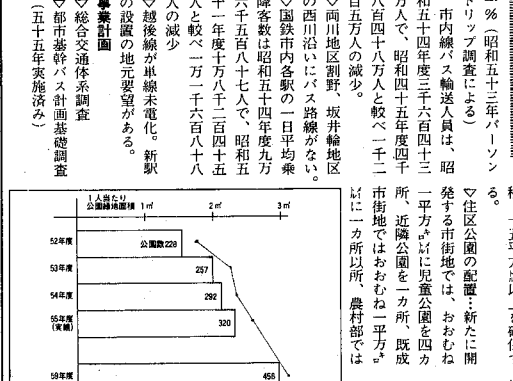 一%(昭和五十三年パーソン
トリップ調査による)
市内線バス輸送人員は、昭
和五十四年度三千六百四十三
万人で、昭和四十五年度四千
八百四十八万人と較べ一千二
百五万人の減少。
▽両川地区割野、坂井輪地区
の西川沿いにバス路線がない。
▽国鉄市内各駅の一日平均乗
降客数は昭和五十四年度九万
六千五百八十七人で、昭和五
十一年度十万八千二百四十五
人と較べ一万一千六百八十八
人の減少
▽越後線が単線未電化。新駅
の設置の地元要望がある。
事業計画
▽総合交通体系調査
▽都市基幹バス計画基礎調査
(五十五年実施済み)
る。
▽住区公園の配置…新たに開
発する市街地では、おおむね
一平方キロに児童公園を四カ
所、近隣公園を一カ所、既成
市街地ではおおむね一平方キ
ロに一カ所以所、農村部では
1人当たり
公園緑地面積 1㎡ 2㎡ 3㎡
52年度 公園数228
53年度 257
54年度 292
55年度
(実績) 320
59年度 456